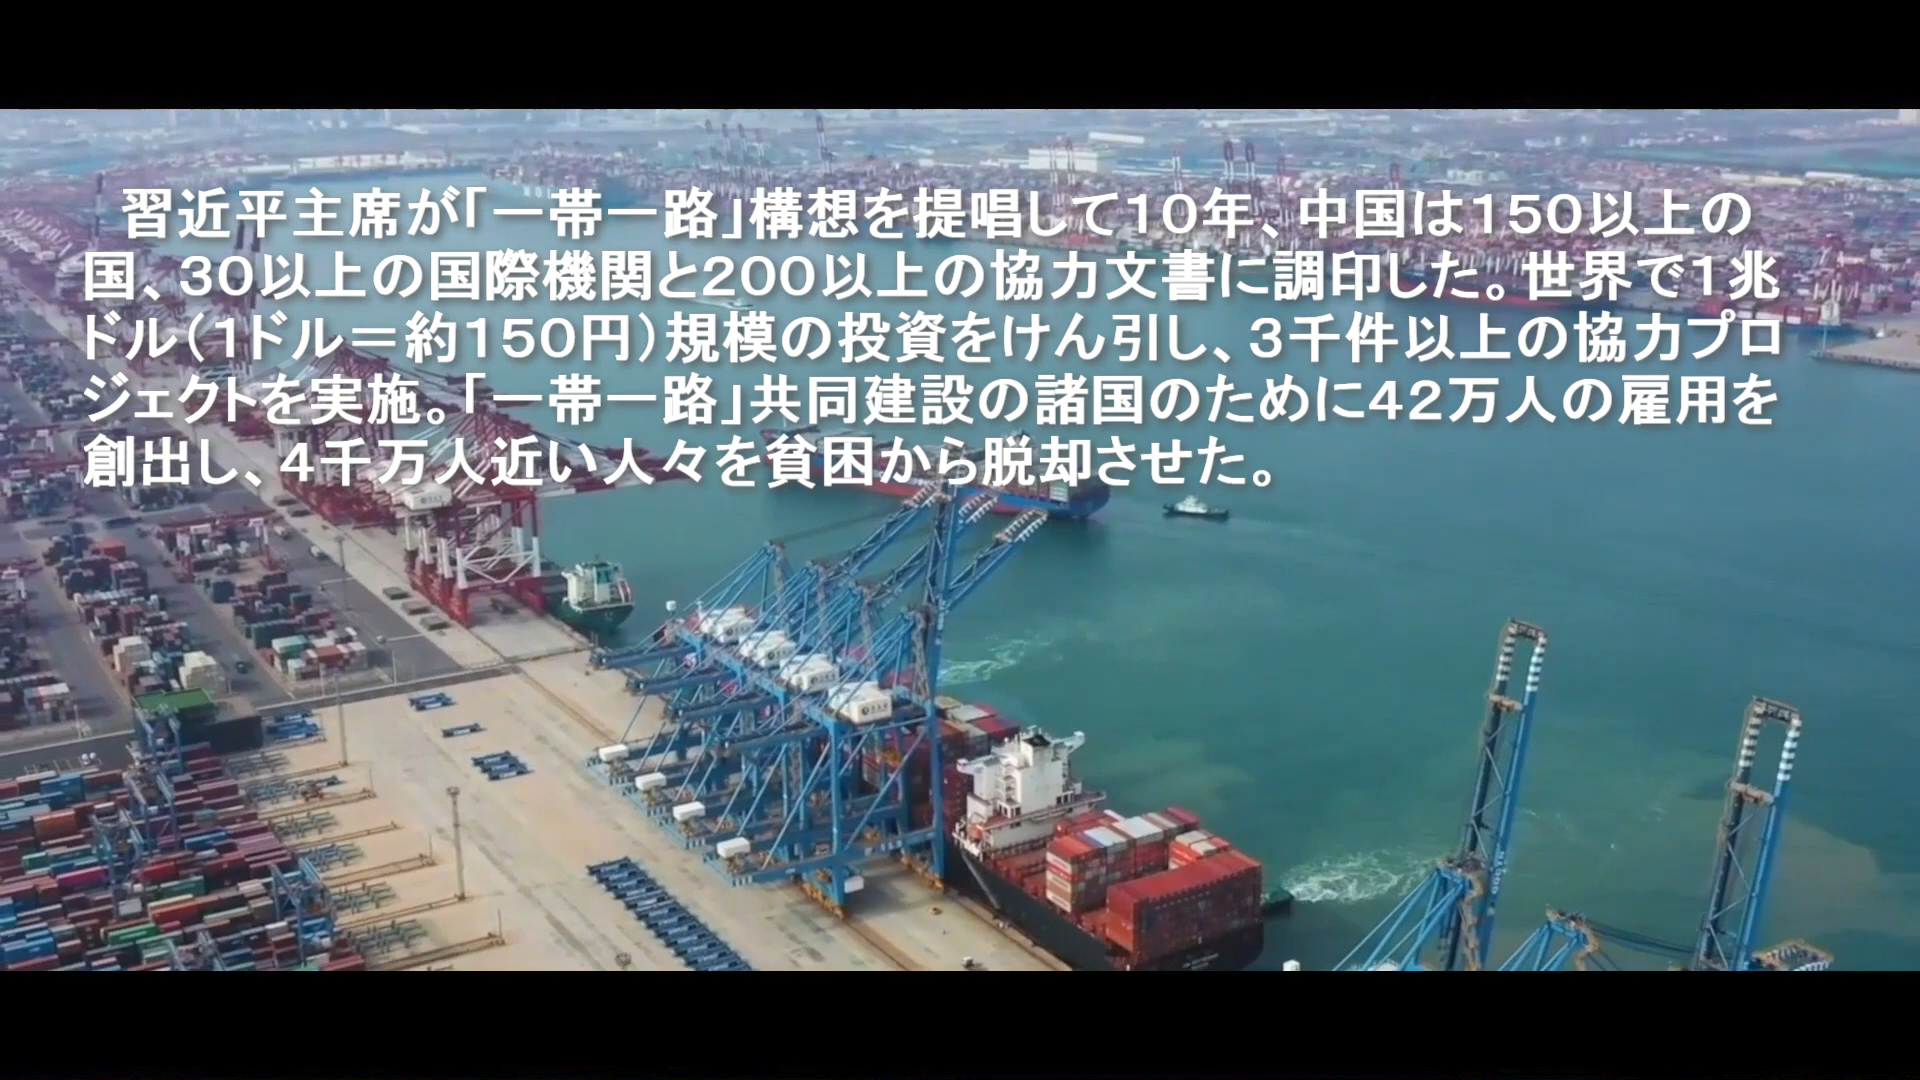 習近平主席が「一帯一路」構想を提唱して10年、中国は150以上の
国、30以上の国際機関と200以上の協力文書に調印した。世界で1兆
ドル（1ドル＝約150円）規模の投資をけん引し、3千件以上の協力プロ
ジェクトを実施。「一帯一路」共同建設の諸国のために42万人の雇用を
創出し、4千万人近い人々を貧困から脱却させた。